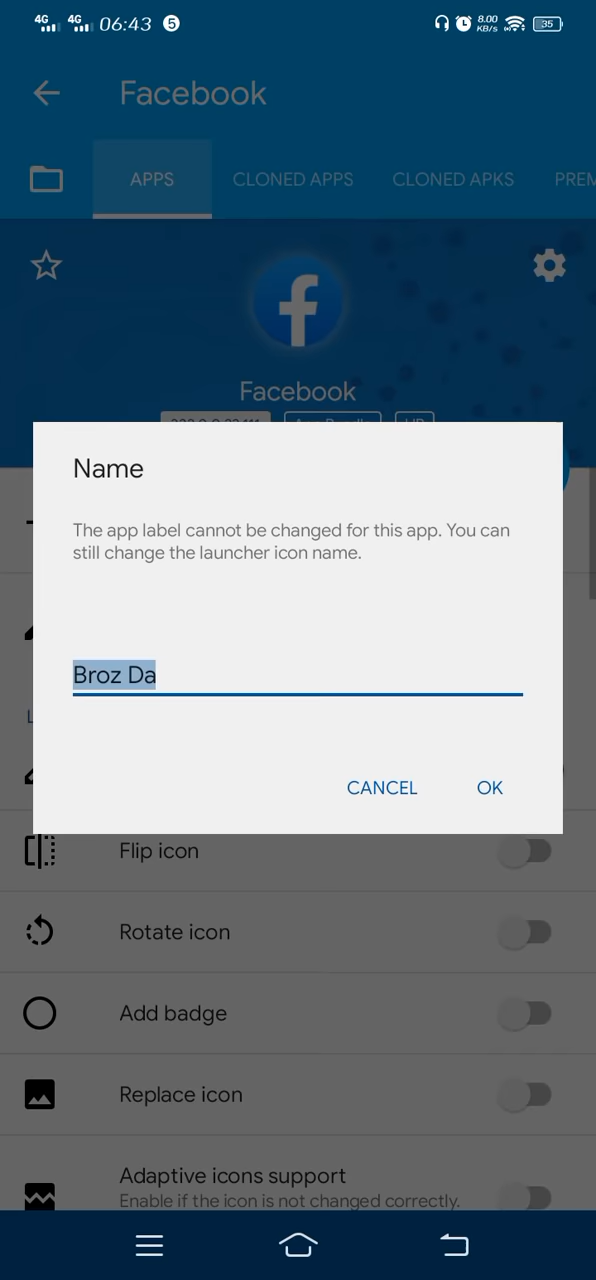 4G 4G 06:43 5 8.00 KB/s 35
Facebook
APPS CLONED APPS CLONED APKS PREM
Facebook
Name
The app label cannot be changed for this app. You can
still change the launcher icon name.
Broz Da
CANCEL OK
Flip icon
Rotate icon
Add badge
Replace icon
Adaptive icons support
Enable if the icon is not changed correctly.